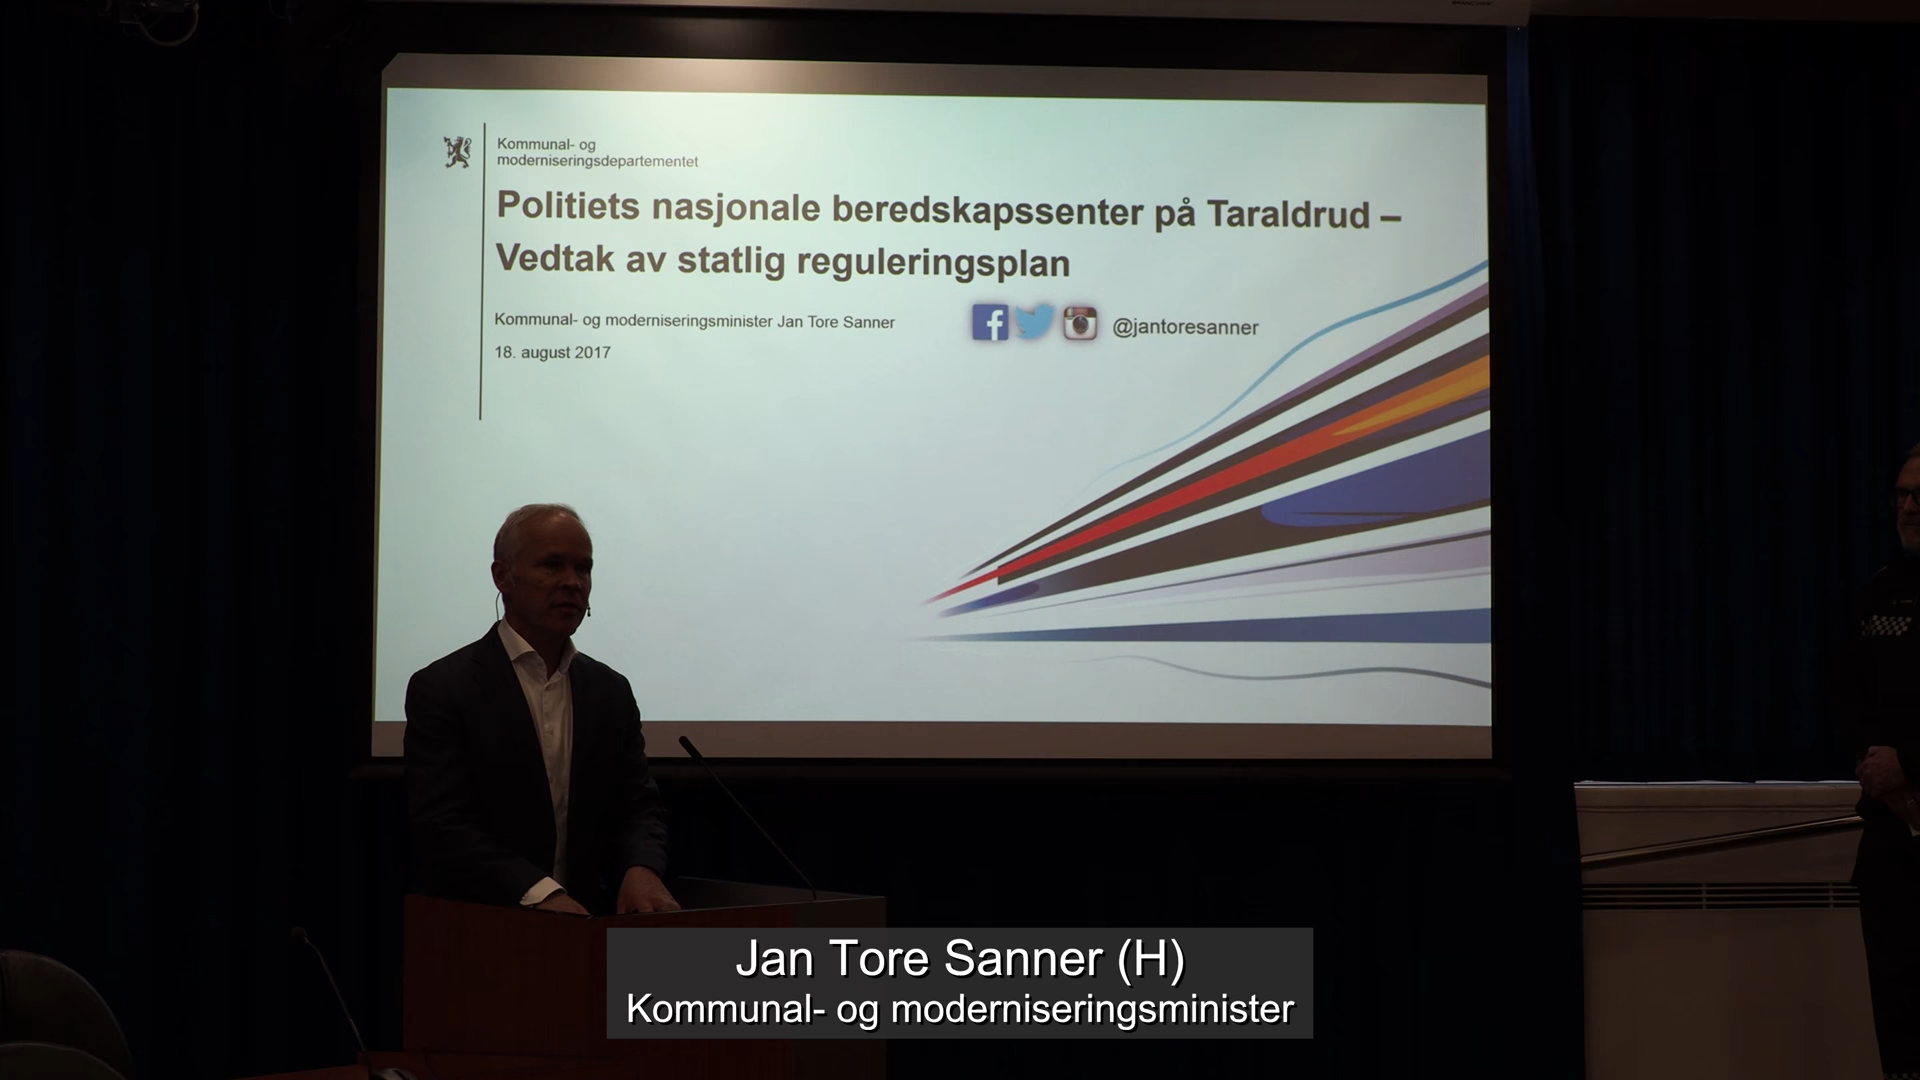 Kommunal- og
moderniseringsdepartementet
Politiets nasjonale beredskapssenter på Taraldrud –
Vedtak av statlig reguleringsplan
Kommunal- og moderniseringsminister Jan Tore Sanner
@jantoresanner
18. august 2017
Jan Tore Sanner (H)
Kommunal- og moderniseringsminister